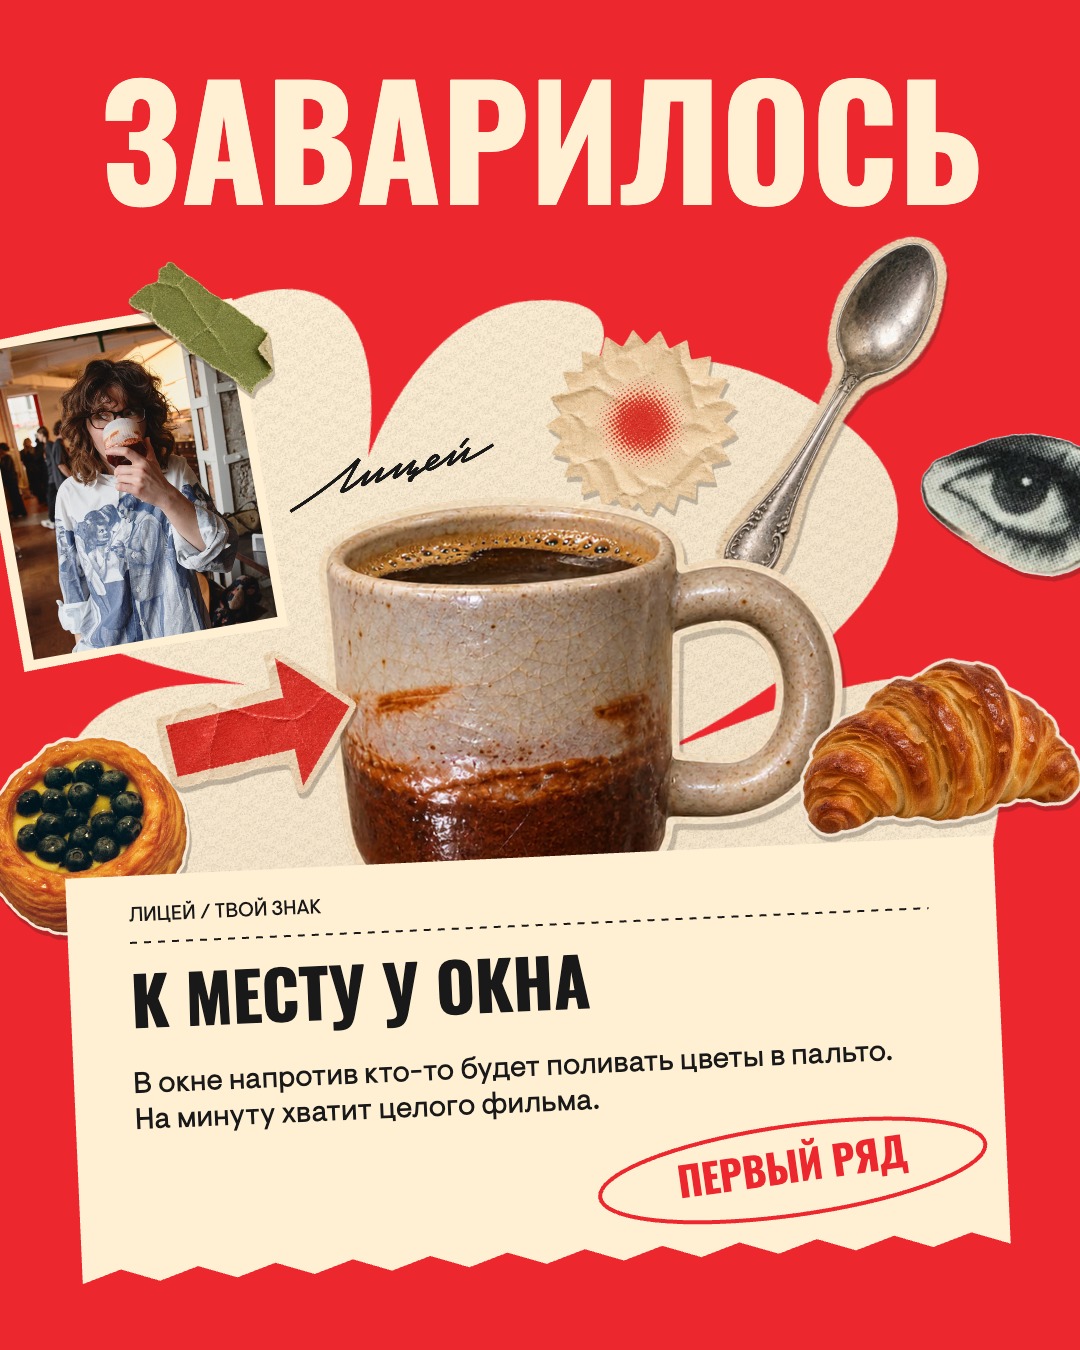 ЗАВАРИЛОСЬ
Лицей
ЛИЦЕЙ / ТВОЙ ЗНАК
К МЕСТУ У ОКНА
В окне напротив кто-то будет поливать цветы в пальто.
На минуту хватит целого фильма.
ПЕРВЫЙ РЯД